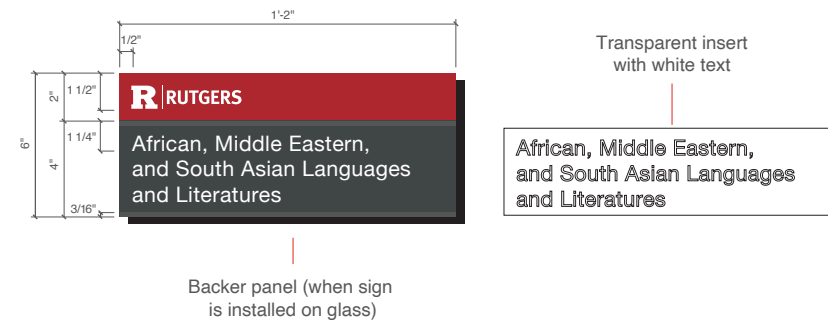 1'-2"
1/2"
Transparent insert
with white text
6"
2"
1 1/2"
R RUTGERS
4"
1 1/4"
African, Middle Eastern,
and South Asian Languages
and Literatures
3/16"
African, Middle Eastern,
and South Asian Languages
and Literatures
Backer panel (when sign
is installed on glass)